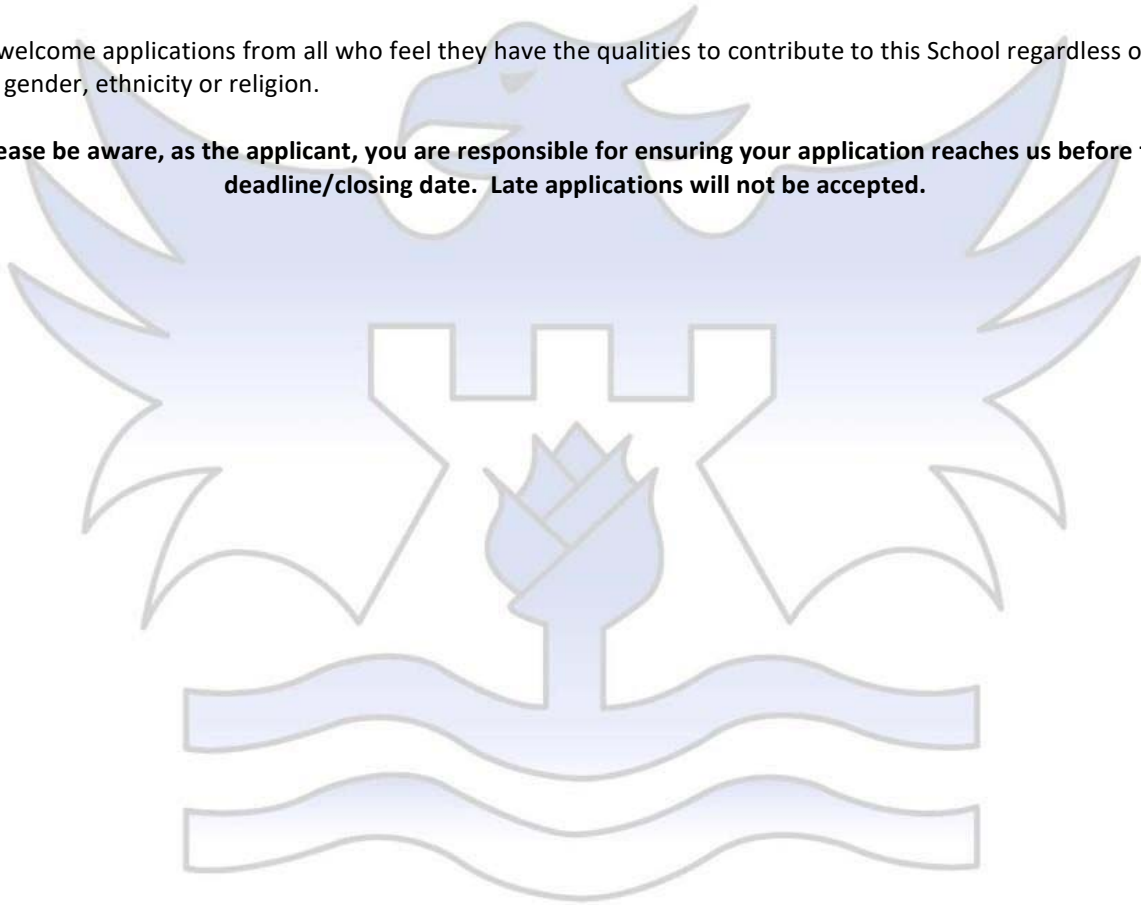 welcome applications from all who feel they have the qualities to contribute to this School regardless o
gender, ethnicity or religion.
ease be aware, as the applicant, you are responsible for ensuring your application reaches us before
deadline/closing date. Late applications will not be accepted.